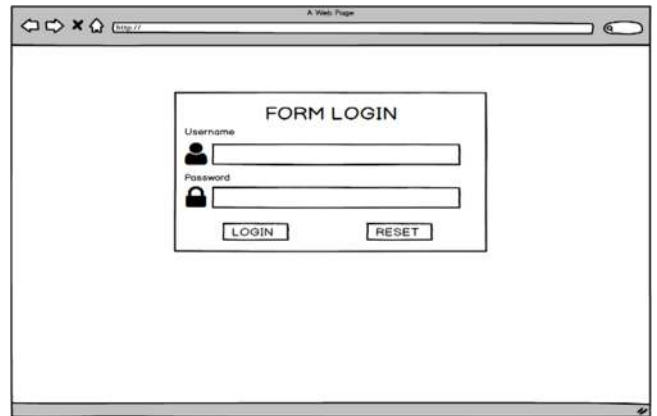 A Web Page
http://
FORM LOGIN
Username
Password
LOGIN
RESET